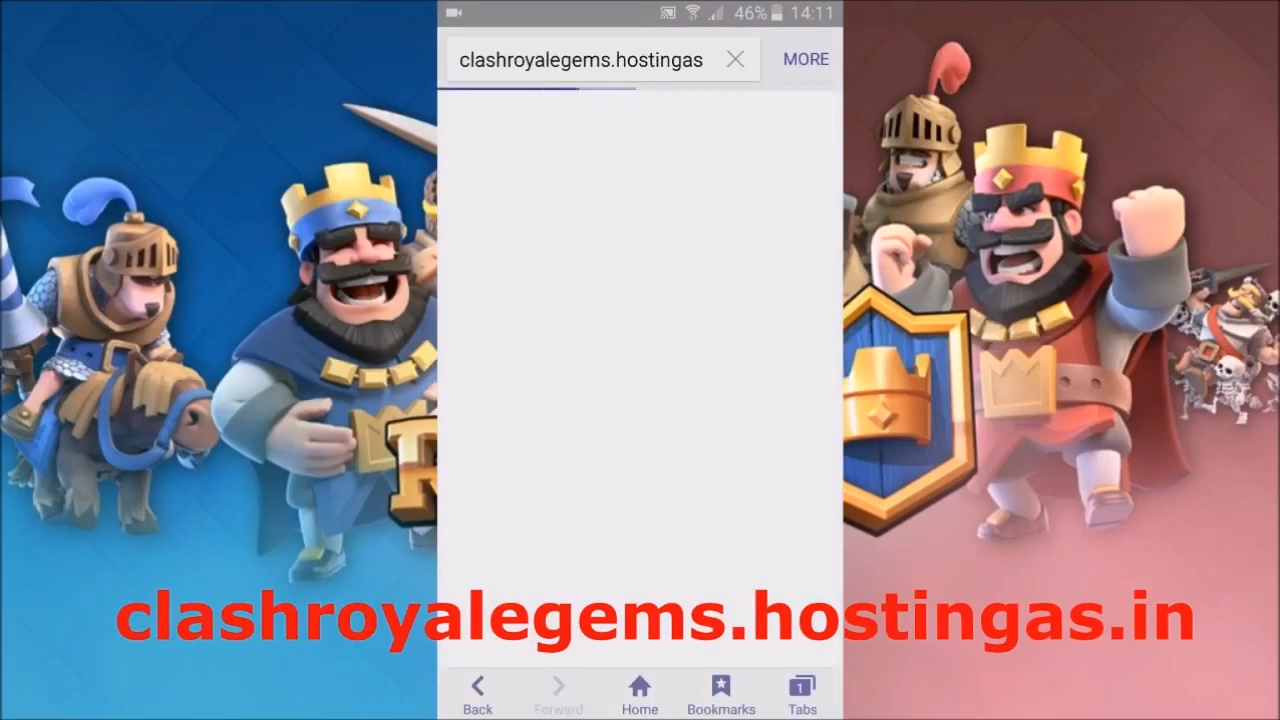 46% 14:11
clashroyalegems.hostingas
MORE
R
clashroyalegems.hostingas.in
1
Back Forward Home Bookmarks Tabs